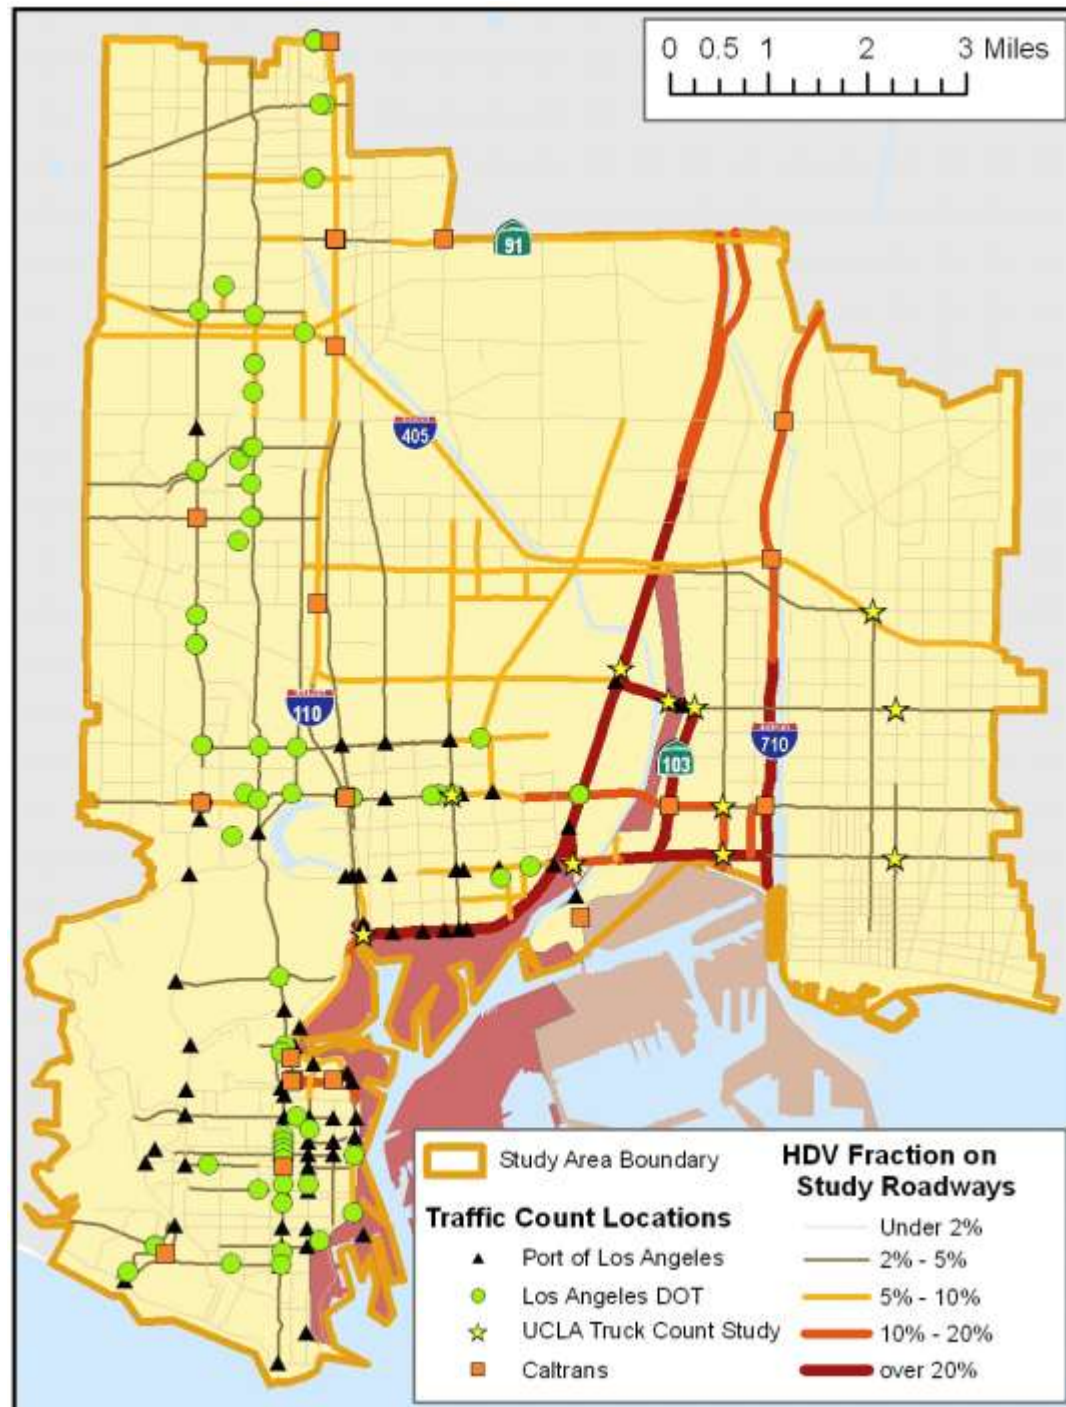 0 0.5 1 2 3 Miles
91
405
110
103
710
Study Area Boundary
Traffic Count Locations
Port of Los Angeles
Los Angeles DOT
UCLA Truck Count Study
Caltrans
HDV Fraction on
Study Roadways
Under 2%
2% - 5%
5% - 10%
10% - 20%
over 20%